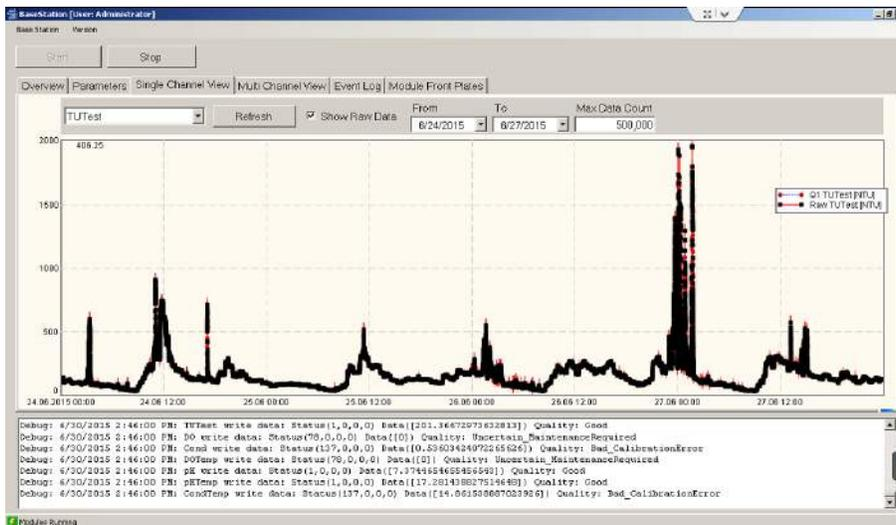 BaseStation [User: Administrator]
Base Station Version
Start Stop
Overview Parameters Single Channel View Multi Channel View Event Log Module Front Plates
TUTest Refresh Show Raw Data From To Max Data Count
6/24/2015 6/27/2015 500,000
2000 406.25
1500
1000
500
0
Q1 TUTest [NTU]
Raw TUTest [NTU]
24.06.2015 00:00 24.06 12:00 25.06 00:00 25.06 12:00 26.06 00:00 26.06 12:00 27.06 00:00 27.06 12:00
Debug: 6/30/2015 2:46:00 PM: TUTest write data: Status(1,0,0,0) Data([201.36672973632813]) Quality: Good
Debug: 6/30/2015 2:46:00 PM: DO write data: Status(78,0,0,0) Data([0]) Quality: Uncertain_MaintenanceRequired
Debug: 6/30/2015 2:46:00 PM: Cond write data: Status(137,0,0,0) Data([0.53603424072265626]) Quality: Bad_CalibrationError
Debug: 6/30/2015 2:46:00 PM: DOTemp write data: Status(78,0,0,0) Data([0]) Quality: Uncertain_MaintenanceRequired
Debug: 6/30/2015 2:46:00 PM: pH write data: Status(1,0,0,0) Data([7.3744654655456543]) Quality: Good
Debug: 6/30/2015 2:46:00 PM: pHTemp write data: Status(1,0,0,0) Data([17.281438827514648]) Quality: Good
Debug: 6/30/2015 2:46:00 PM: CondTemp write data: Status(137,0,0,0) Data([14.861538887023926]) Quality: Bad_CalibrationError
Modules Running